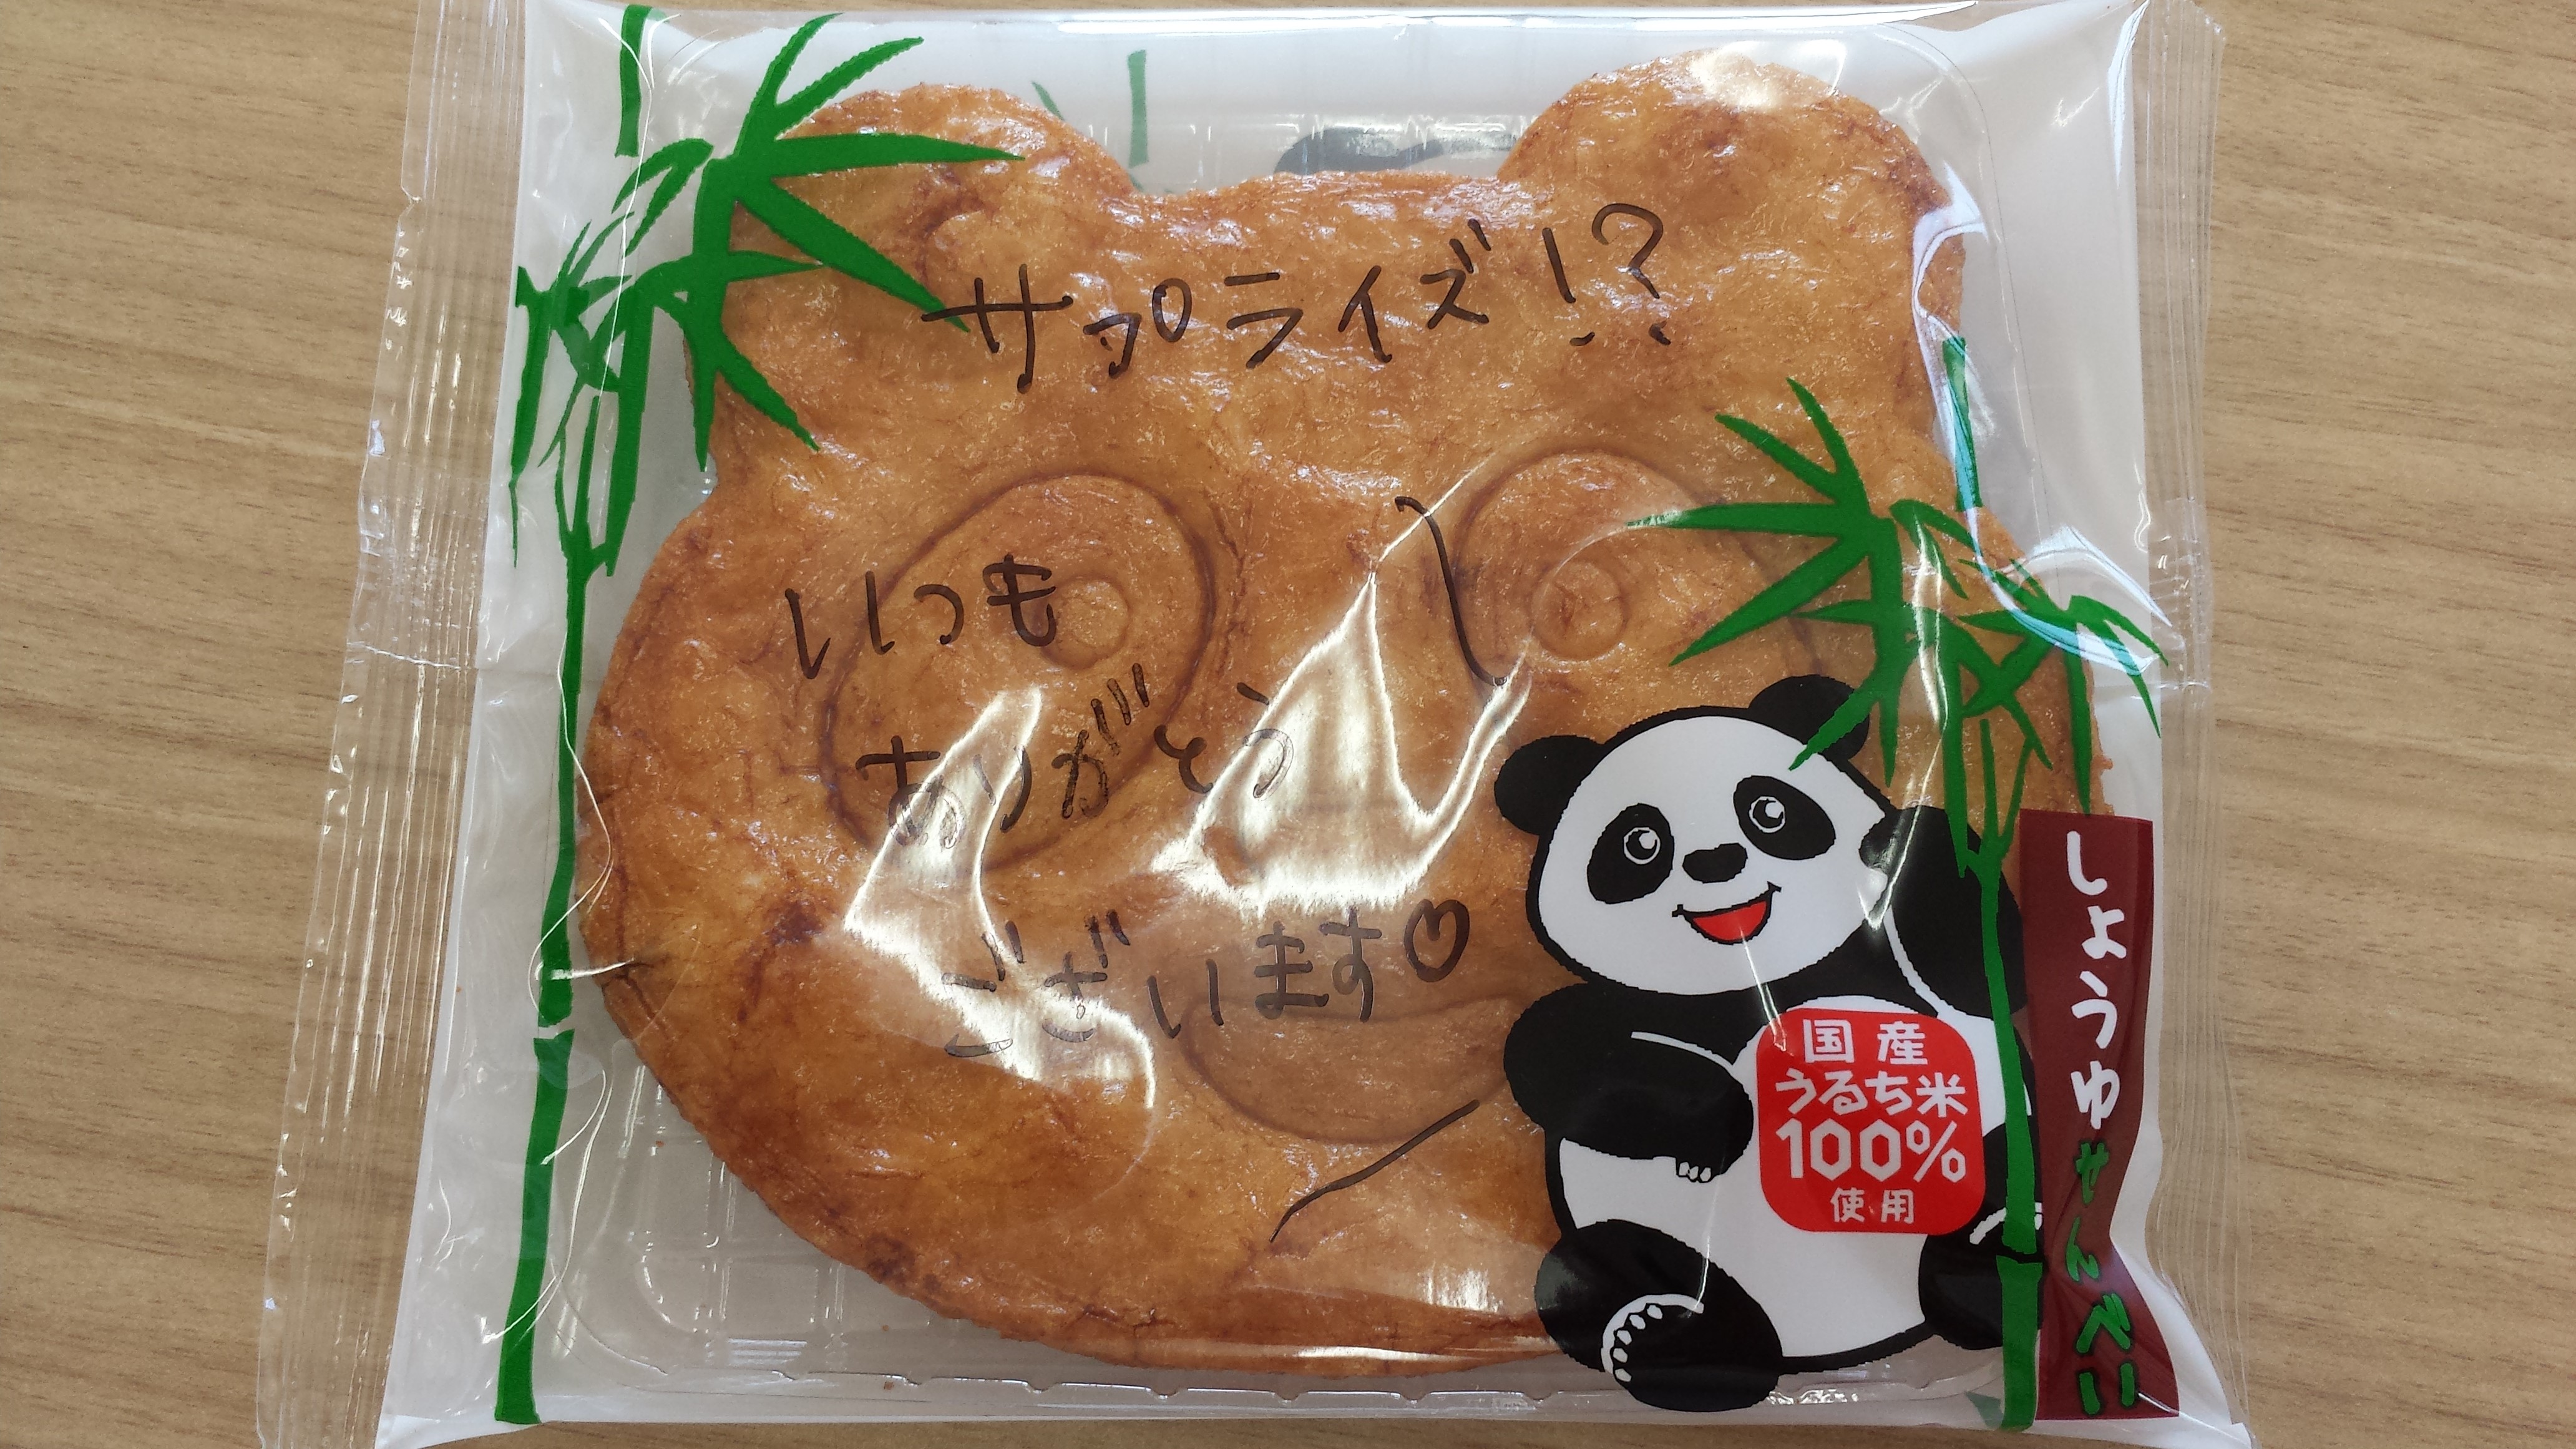 サプライズ!?
いつも
ありがとう
ございます♡
国産
うるち米
100%
使用
しょうゆせんべい